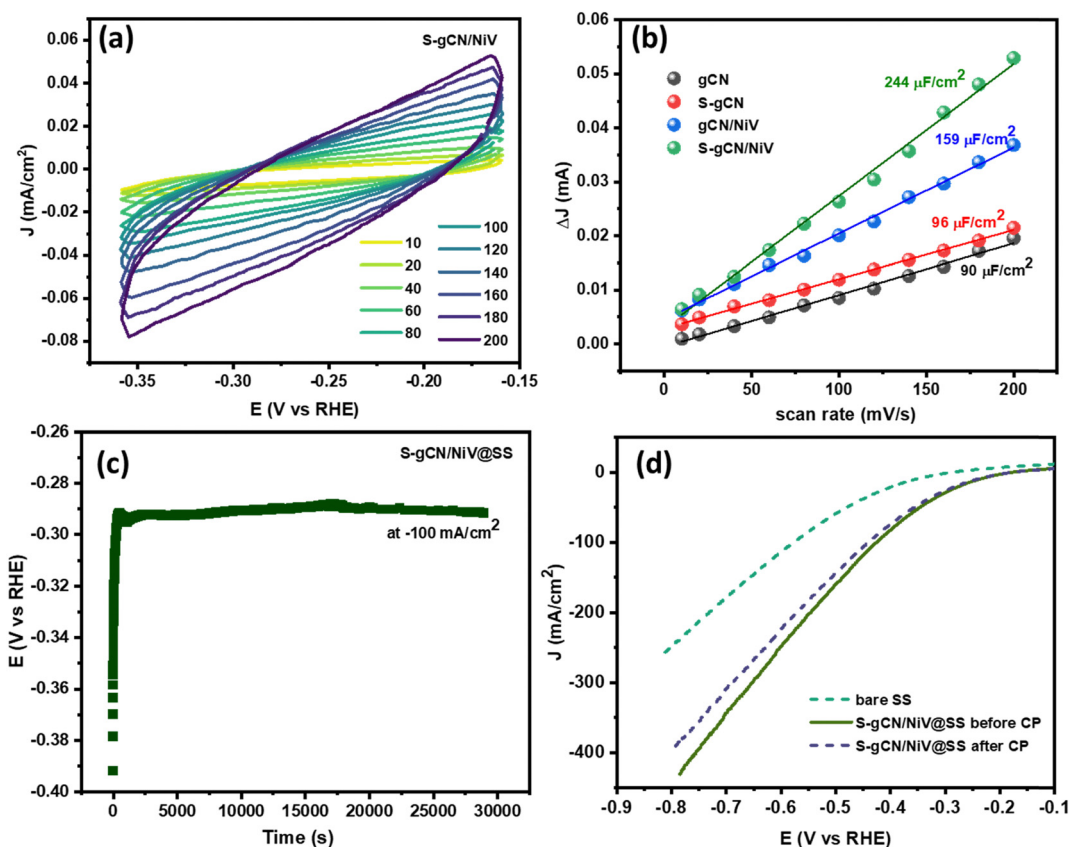 (a)
S-gCN/NiV
0.06
0.04
0.02
0.00
-0.02
-0.04
-0.06
-0.08
J (mA/cm2)
10
20
40
60
80
100
120
140
160
180
200
-0.35
-0.30
-0.25
-0.20
-0.15
E (V vs RHE)
(b)
gCN
S-gCN
gCN/NiV
S-gCN/NiV
244 μF/cm2
159 μF/cm2
96 μF/cm2
90 μF/cm2
0.06
0.05
0.04
0.03
0.02
0.01
0.00
ΔJ (mA)
0
50
100
150
200
scan rate (mV/s)
(c)
S-gCN/NiV@SS
at -100 mA/cm2
-0.26
-0.28
-0.30
-0.32
-0.34
-0.36
-0.38
-0.40
E (V vs RHE)
0
5000
10000
15000
20000
25000
30000
Time (s)
(d)
0
-100
-200
-300
-400
J (mA/cm2)
bare SS
S-gCN/NiV@SS before CP
S-gCN/NiV@SS after CP
-0.9
-0.8
-0.7
-0.6
-0.5
-0.4
-0.3
-0.2
-0.1
E (V vs RHE)